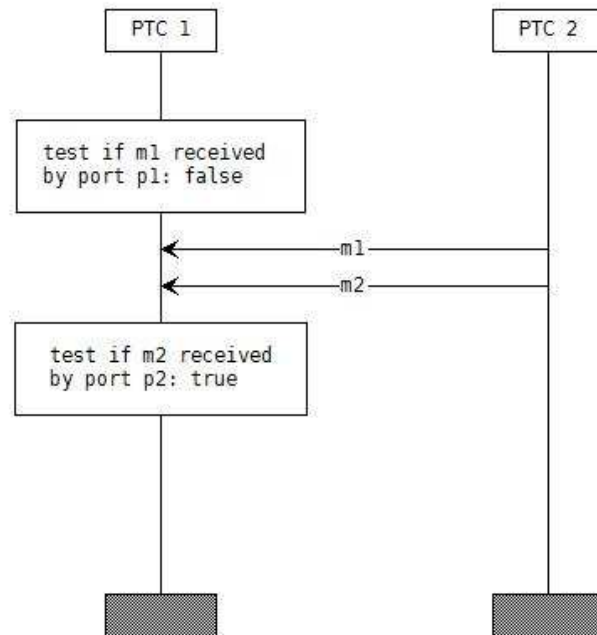 PTC 1
PTC 2
test if m1 received
by port p1: false
m1
m2
test if m2 received
by port p2: true